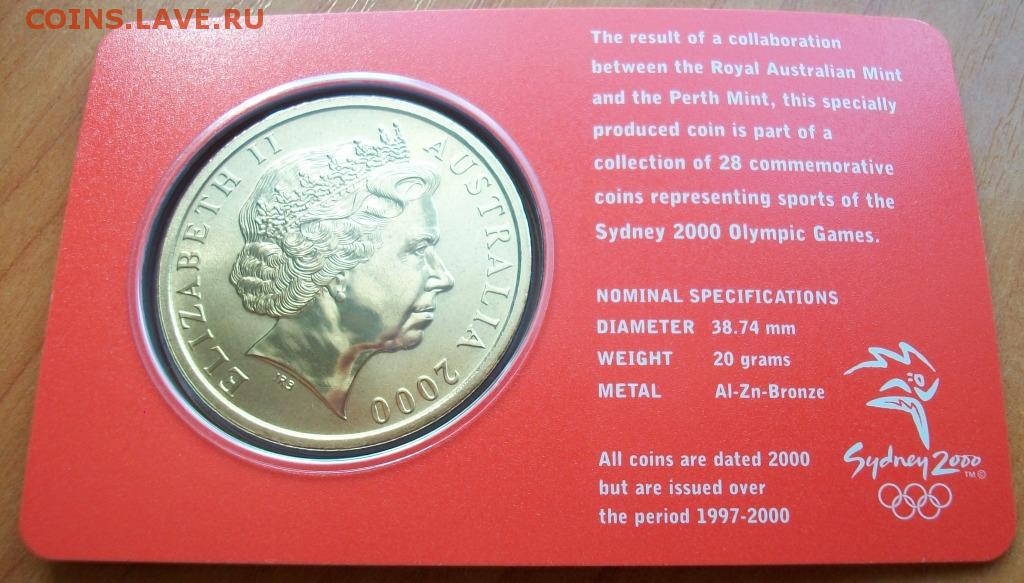 COINS.LAVE.RU
ELIZABETH II
AUSTRALIA 2000
IRB
The result of a collaboration
between the Royal Australian Mint
and the Perth Mint, this specially
produced coin is part of a
collection of 28 commemorative
coins representing sports of the
Sydney 2000 Olympic Games.
NOMINAL SPECIFICATIONS
DIAMETER 38.74 mm
WEIGHT 20 grams
METAL Al-Zn-Bronze
All coins are dated 2000
but are issued over
the period 1997-2000
Sydney 2000
TM ©